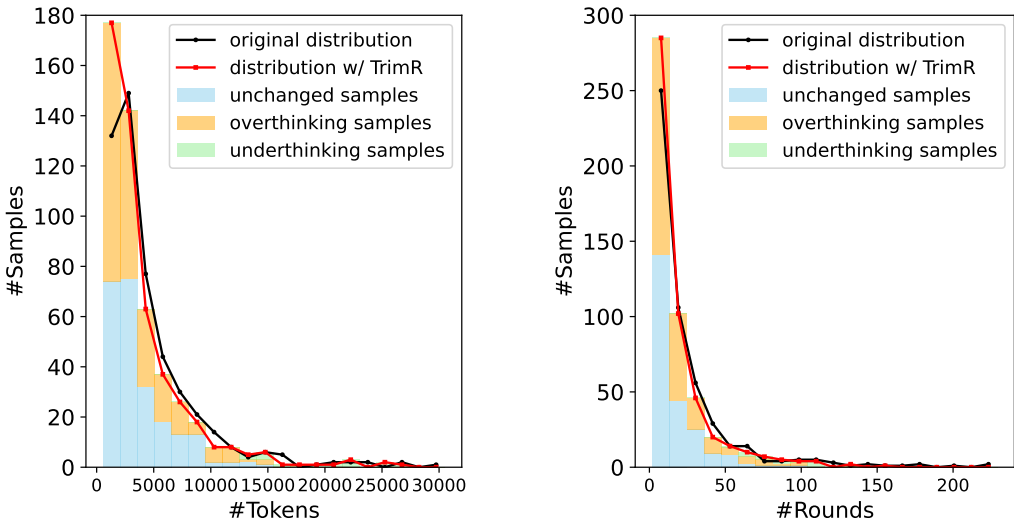 180
160
140
120
100
80
60
40
20
0
#Samples
original distribution
distribution w/ TrimR
unchanged samples
overthinking samples
underthinking samples
0 5000 10000 15000 20000 25000 30000
#Tokens
300
250
200
150
100
50
0
#Samples
original distribution
distribution w/ TrimR
unchanged samples
overthinking samples
underthinking samples
0 50 100 150 200
#Rounds